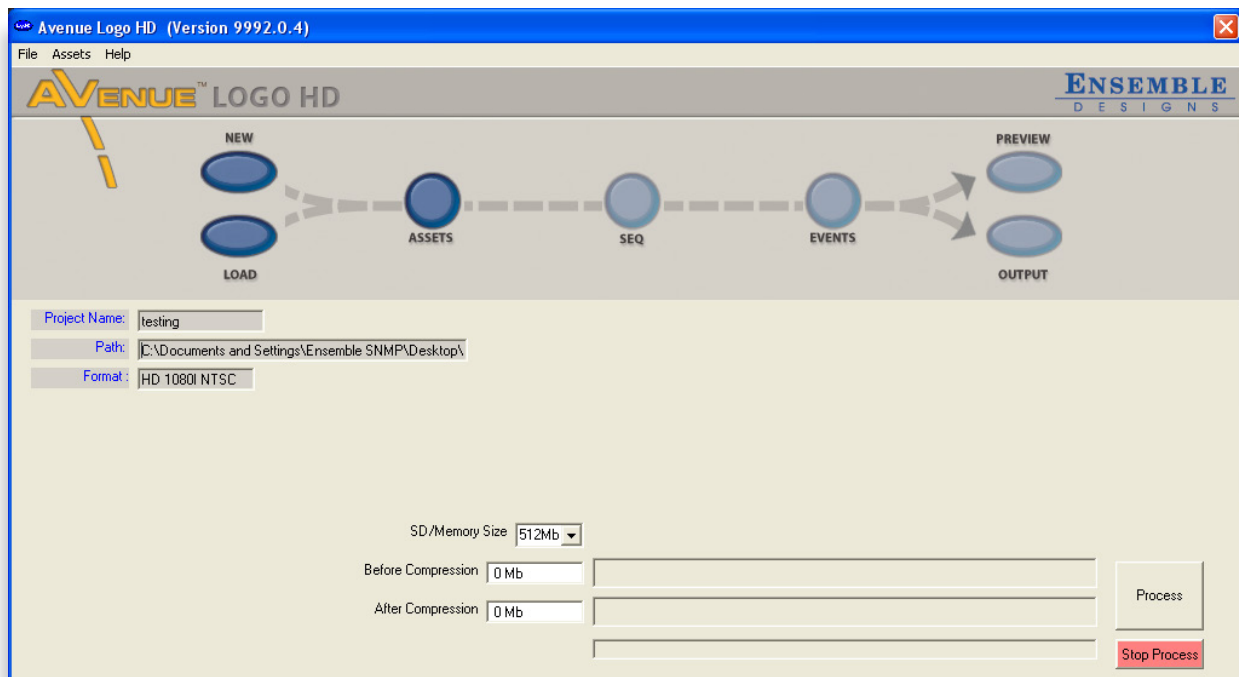 Avenue Logo HD (Version 9992.0.4)
File Assets Help
AVENUE™ LOGO HD
ENSEMBLE
DESIGNS
NEW
PREVIEW
ASSETS
SEQ
EVENTS
LOAD
OUTPUT
Project Name: testing
Path: C:\Documents and Settings\Ensemble SNMP\Desktop\
Format : HD 1080I NTSC
SD/Memory Size 512Mb
Before Compression 0 Mb
After Compression 0 Mb
Process
Stop Process